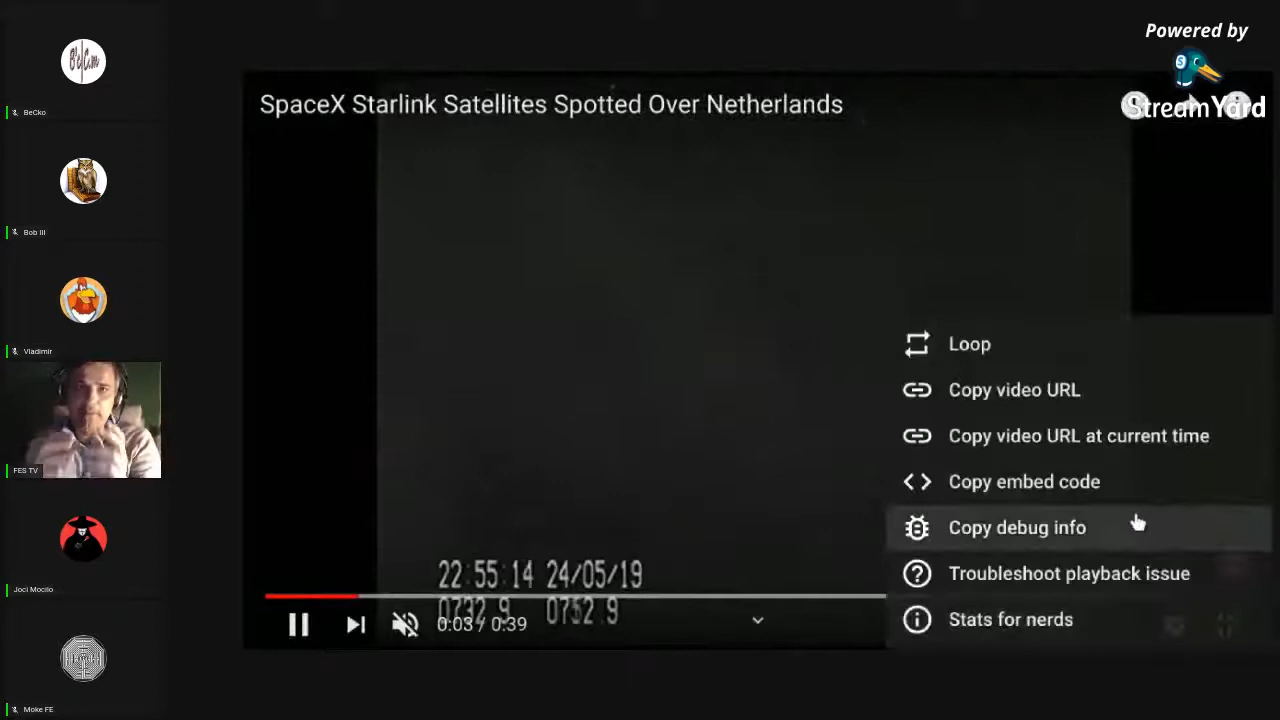 Powered by
StreamYard
SpaceX Starlink Satellites Spotted Over Netherlands
BeCko
Bob III
Vladimir
FES TV
Joci Mocilo
Moke FE
Loop
Copy video URL
Copy video URL at current time
Copy embed code
Copy debug info
Troubleshoot playback issue
Stats for nerds
22:55:14 24/05/19
0732.9 0752.9
0:03 / 0:39